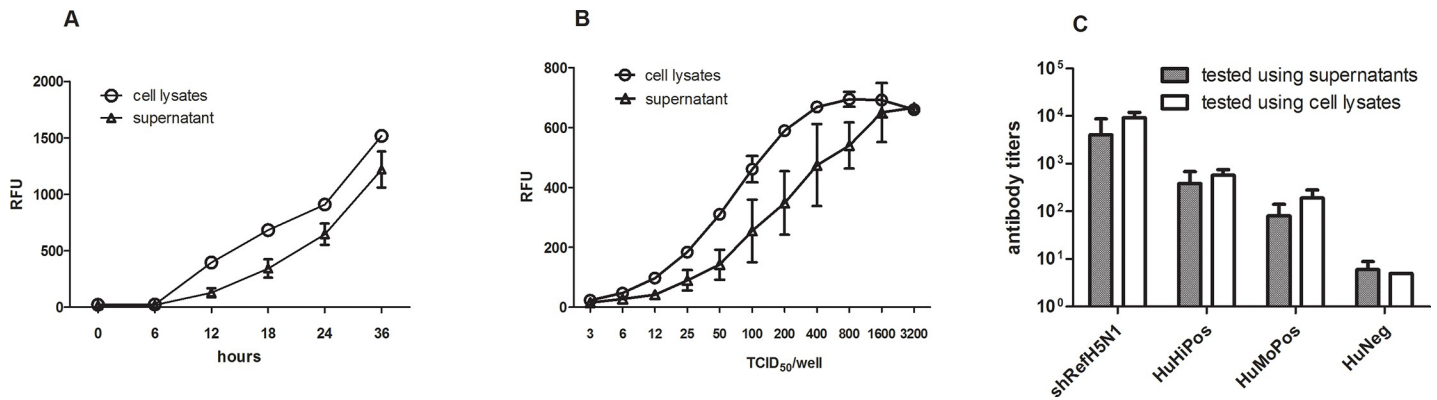 A
RFU
2000
1500
1000
500
0
cell lysates
supernatant
0 6 12 18 24 36
hours
B
RFU
800
600
400
200
0
cell lysates
supernatant
3 6 12 25 50 100 200 400 800 1600 3200
TCID50/well
C
antibody titers
10^5
10^4
10^3
10^2
10^1
10^0
tested using supernatants
tested using cell lysates
shRefH5N1 HuHiPos HuMoPos HuNeg